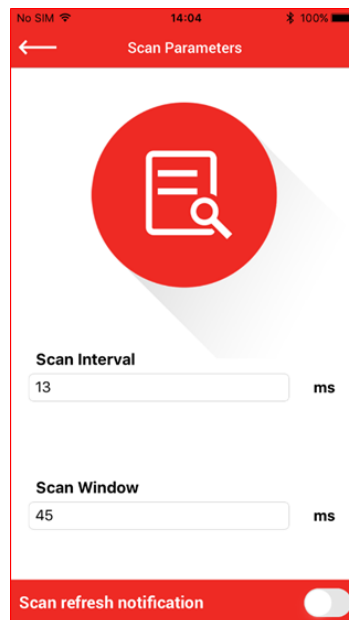 No SIM 14:04 100%
Scan Parameters
Scan Interval
13 ms
Scan Window
45 ms
Scan refresh notification